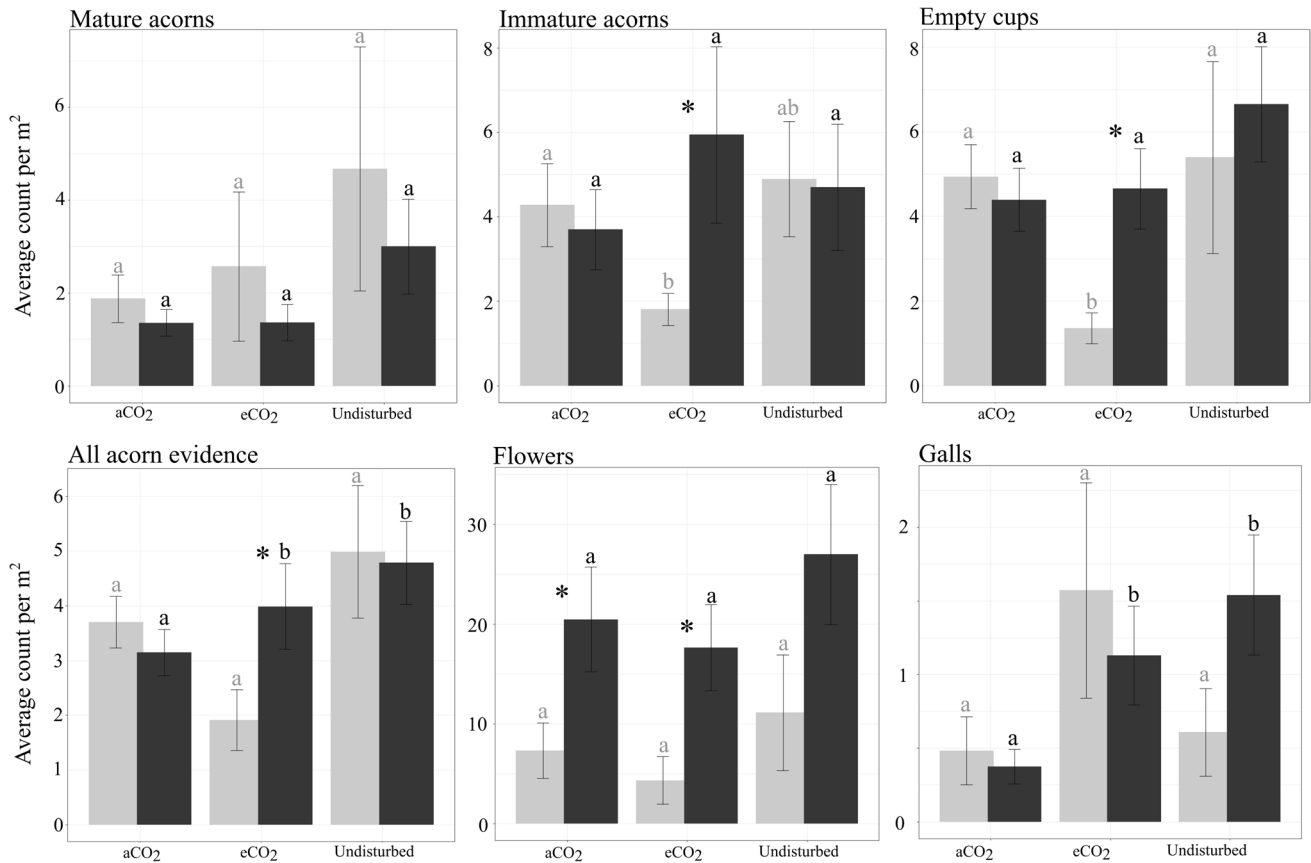 Mature acorns
Immature acorns
Empty cups
Average count per m²
6
4
2
0
a
a
a
a
a
a
aCO₂
eCO₂
Undisturbed
8
6
4
2
0
a
a
b
*
a
ab
a
aCO₂
eCO₂
Undisturbed
8
6
4
2
0
a
a
b
*
a
a
a
aCO₂
eCO₂
Undisturbed
All acorn evidence
Flowers
Galls
Average count per m²
6
5
4
3
2
1
0
a
a
a
*
b
a
b
aCO₂
eCO₂
Undisturbed
30
20
10
0
a
*
a
a
*
a
a
a
aCO₂
eCO₂
Undisturbed
2
1
0
a
a
a
b
a
b
aCO₂
eCO₂
Undisturbed